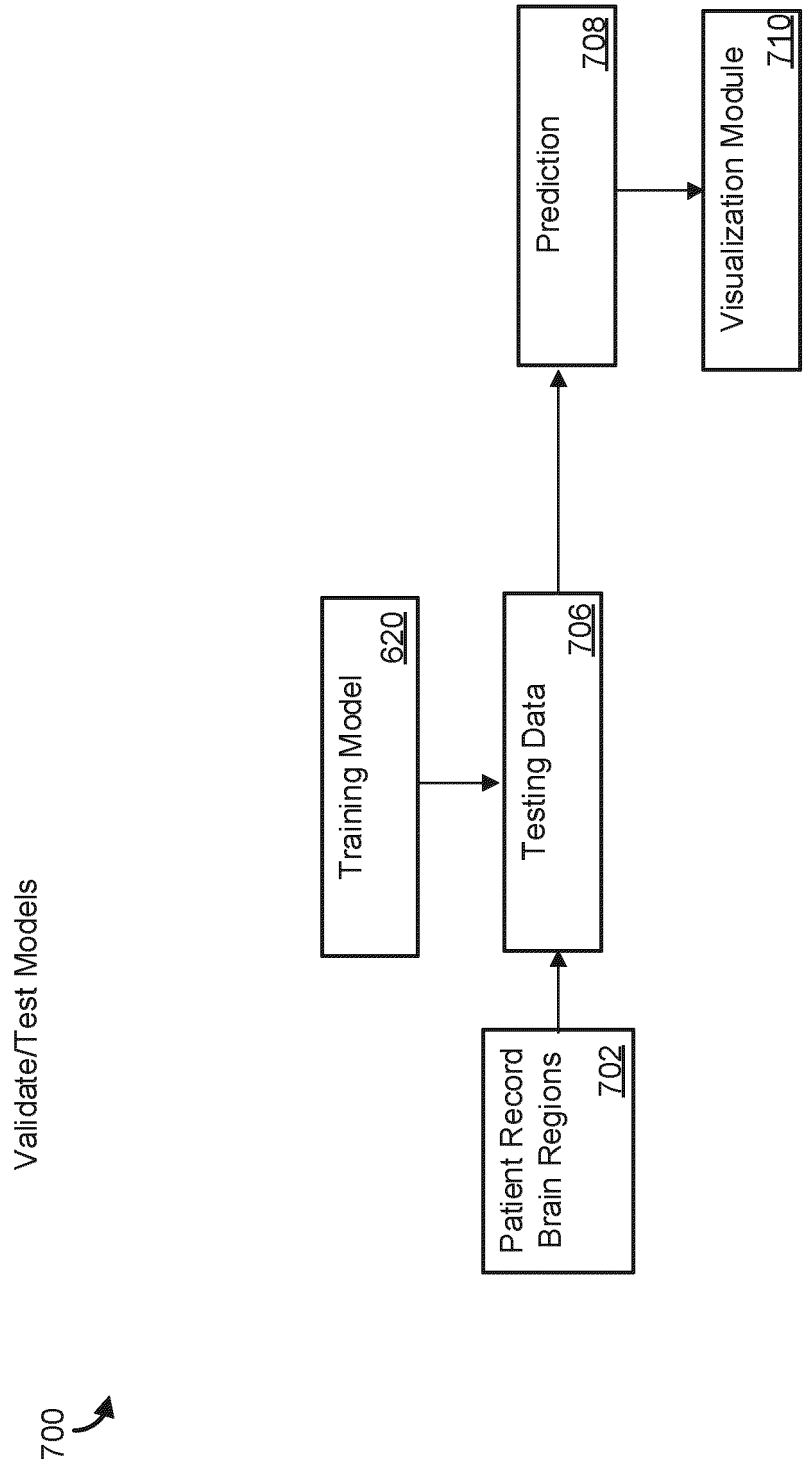 700
Validate/Test Models
Training Model
620
Patient Record
Brain Regions
702
Testing Data
706
Prediction
708
Visualization Module
710